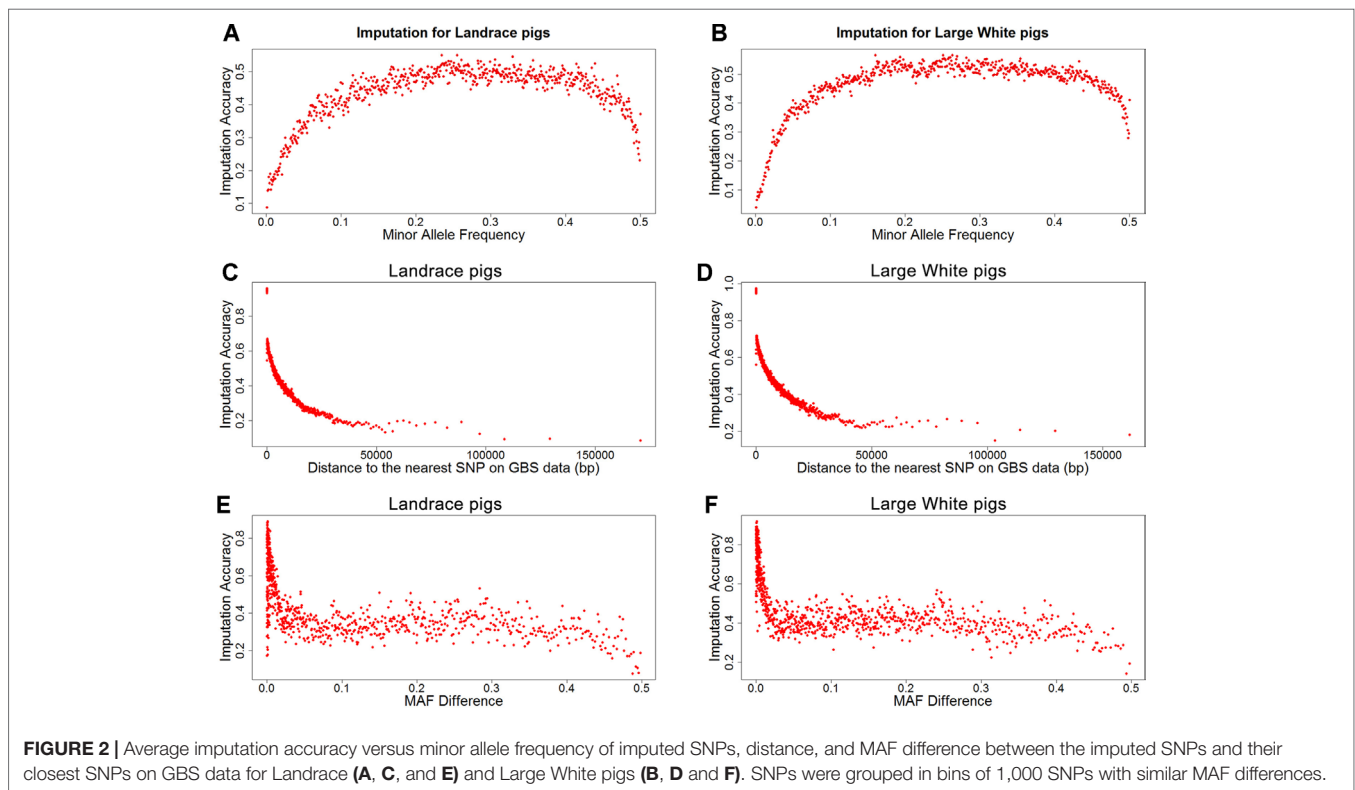 A
Imputation for Landrace pigs
Imputation Accuracy
0.5
0.4
0.3
0.2
0.1
0.0 0.1 0.2 0.3 0.4 0.5
Minor Allele Frequency
B
Imputation for Large White pigs
Imputation Accuracy
0.5
0.4
0.3
0.2
0.1
0.0 0.1 0.2 0.3 0.4 0.5
Minor Allele Frequency
C
Landrace pigs
Imputation Accuracy
0.8
0.6
0.4
0.2
0 50000 100000 150000
Distance to the nearest SNP on GBS data (bp)
D
Large White pigs
Imputation Accuracy
1.0
0.8
0.6
0.4
0.2
0 50000 100000 150000
Distance to the nearest SNP on GBS data (bp)
E
Landrace pigs
Imputation Accuracy
0.8
0.6
0.4
0.2
0.0 0.1 0.2 0.3 0.4 0.5
MAF Difference
F
Large White pigs
Imputation Accuracy
0.8
0.6
0.4
0.2
0.0 0.1 0.2 0.3 0.4 0.5
MAF Difference
FIGURE 2 | Average imputation accuracy versus minor allele frequency of imputed SNPs, distance, and MAF difference between the imputed SNPs and their
closest SNPs on GBS data for Landrace (A, C, and E) and Large White pigs (B, D and F). SNPs were grouped in bins of 1,000 SNPs with similar MAF differences.